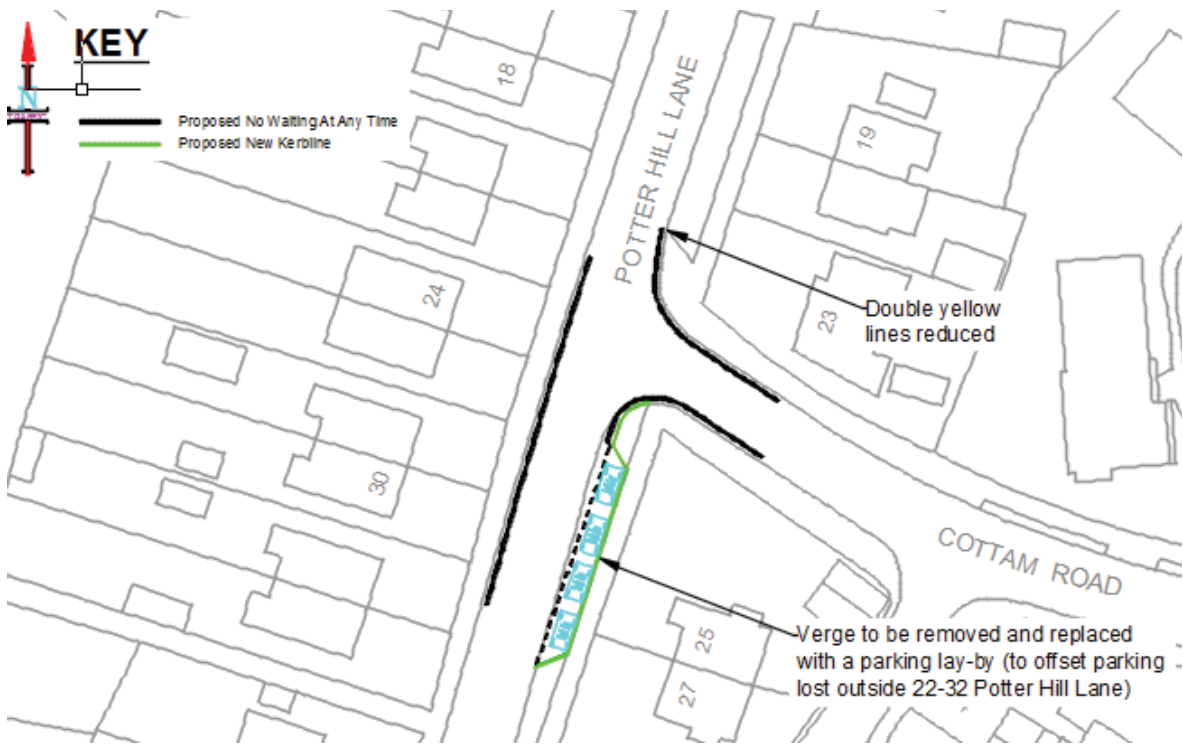 KEY
N
Proposed No Waiting At Any Time
Proposed New Kerbline
18
POTTER HILL LANE
19
24
23
Double yellow
lines reduced
30
COTTAM ROAD
25
27
Verge to be removed and replaced
with a parking lay-by (to offset parking
lost outside 22-32 Potter Hill Lane)